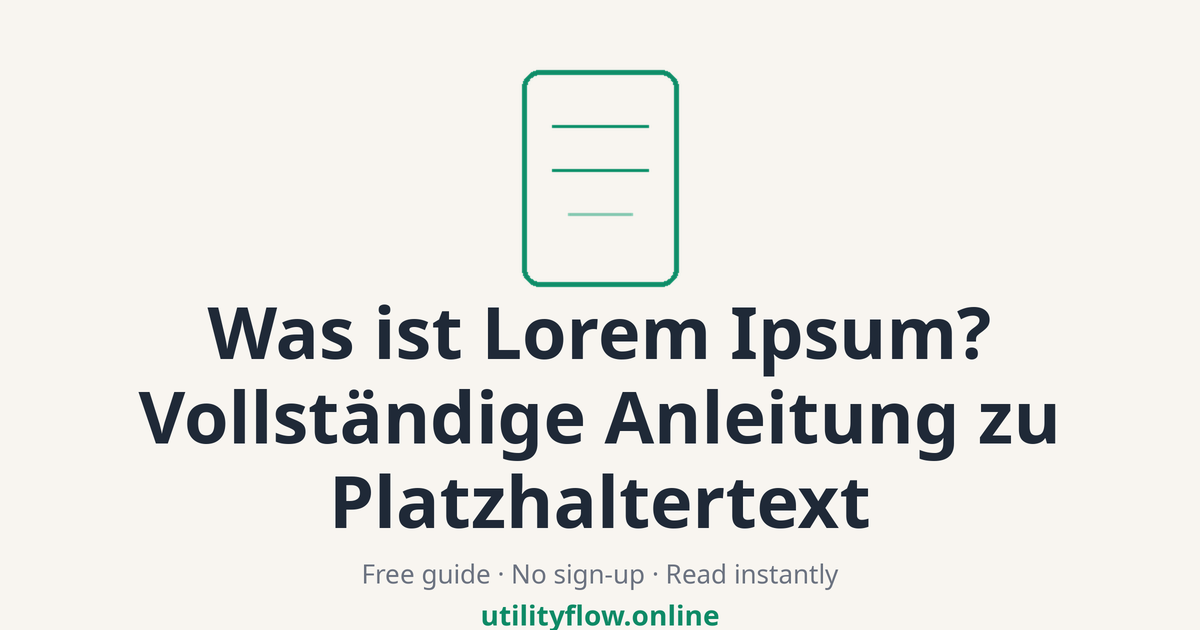 Was ist Lorem Ipsum?
Vollständige Anleitung zu
Platzhaltertext
Free guide · No sign-up · Read instantly
utilityflow.online